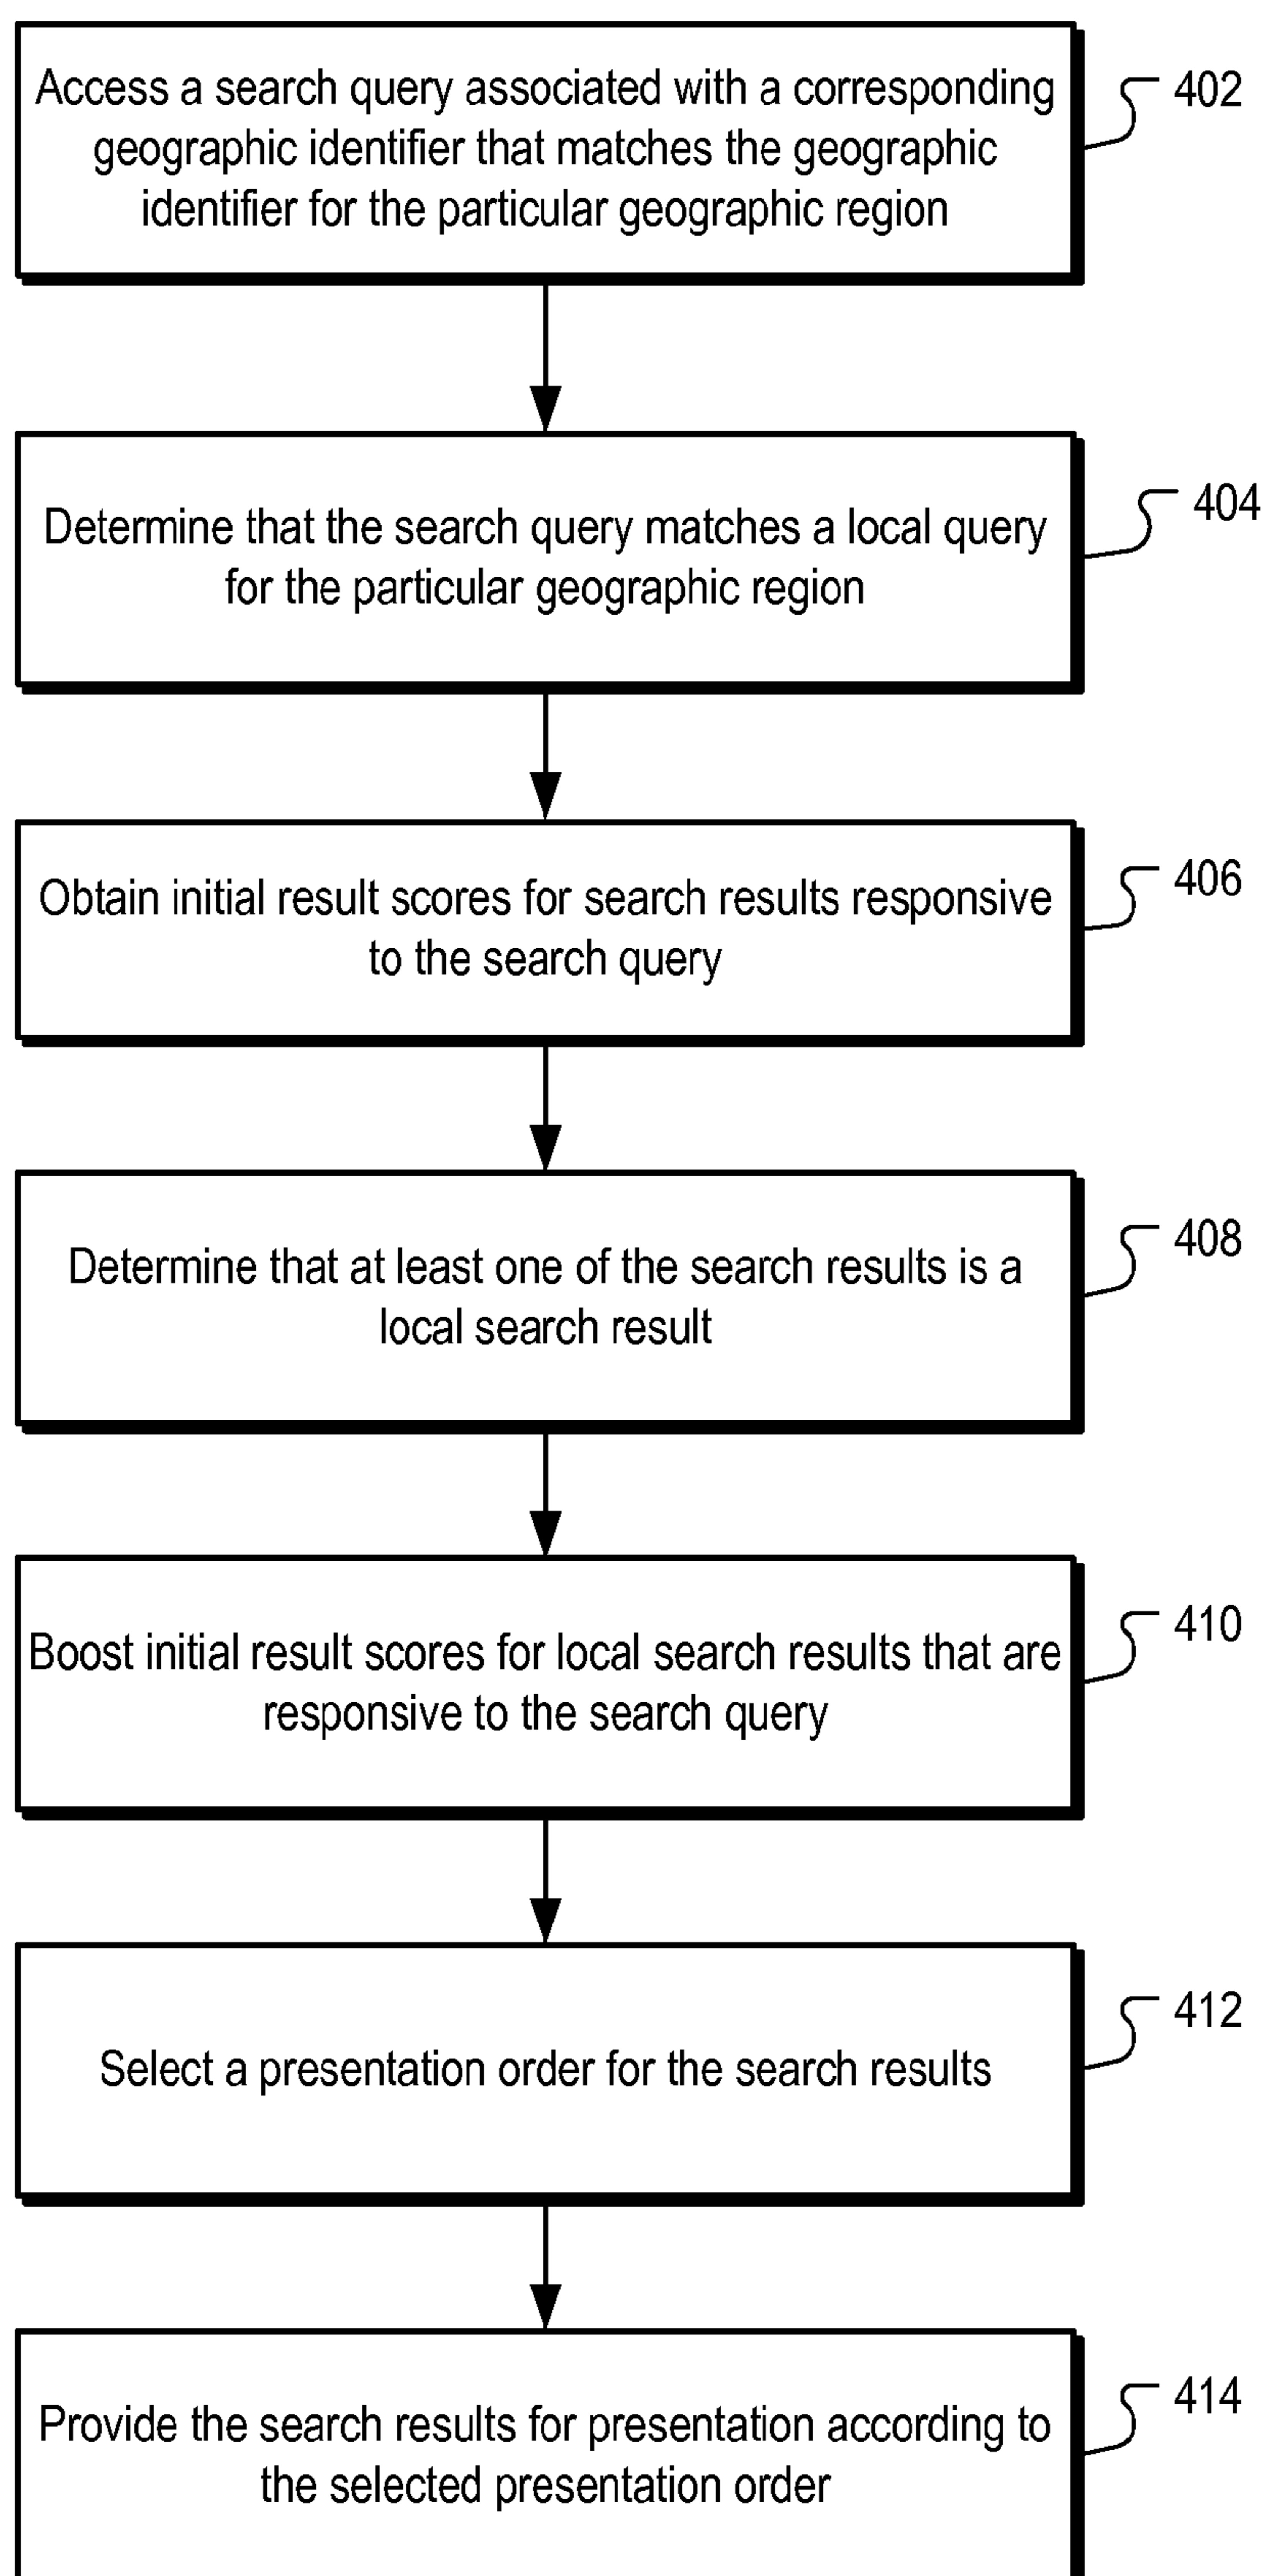 Access a search query associated with a corresponding
geographic identifier that matches the geographic
identifier for the particular geographic region
402
Determine that the search query matches a local query
for the particular geographic region
404
Obtain initial result scores for search results responsive
to the search query
406
Determine that at least one of the search results is a
local search result
408
Boost initial result scores for local search results that are
responsive to the search query
410
Select a presentation order for the search results
412
Provide the search results for presentation according to
the selected presentation order
414